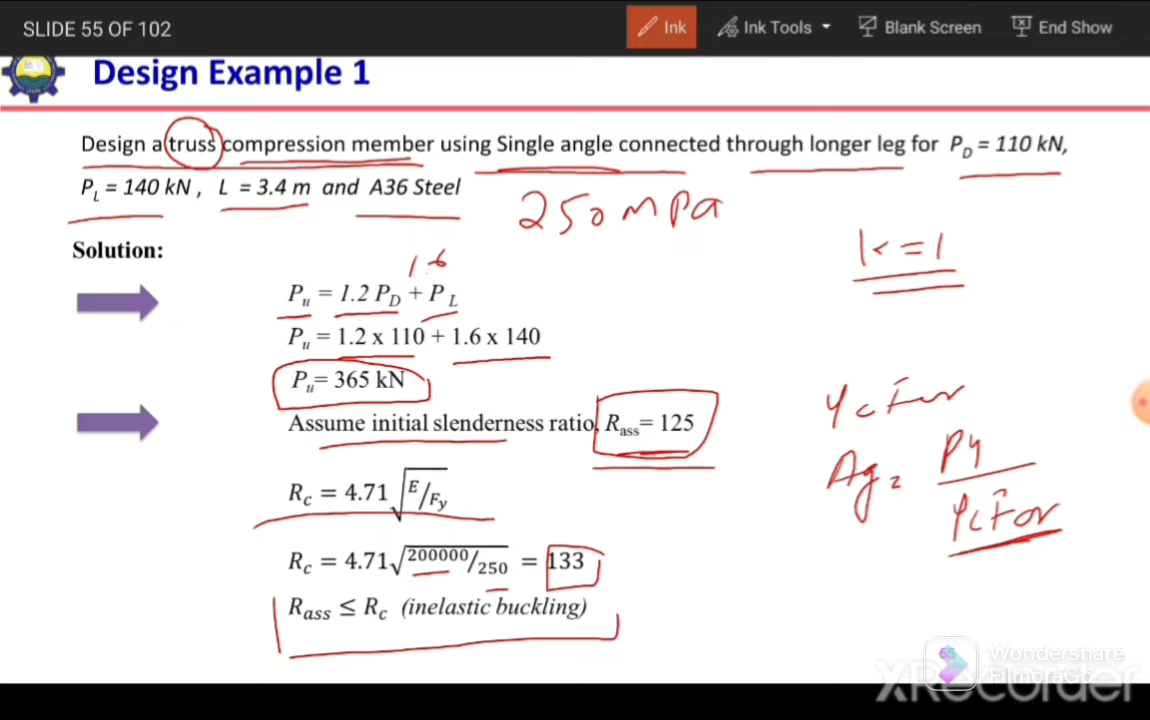 SLIDE 55 OF 102
Ink
Ink Tools
Blank Screen
End Show
Design Example 1
Design a truss compression member using Single angle connected through longer leg for P_D = 110 kN,
P_L = 140 kN , L = 3.4 m and A36 Steel
250 MPa
Solution:
K = 1
1.6
P_u = 1.2 P_D + P_L
P_u = 1.2 x 110 + 1.6 x 140
P_u= 365 kN
Assume initial slenderness ratio, R_ass= 125
R_c = 4.71 √E/F_y
R_c = 4.71√200000/250 = 133
R_ass ≤ R_c (inelastic buckling)
Ag =
Wondershare
FilmoraGo
XRecorder